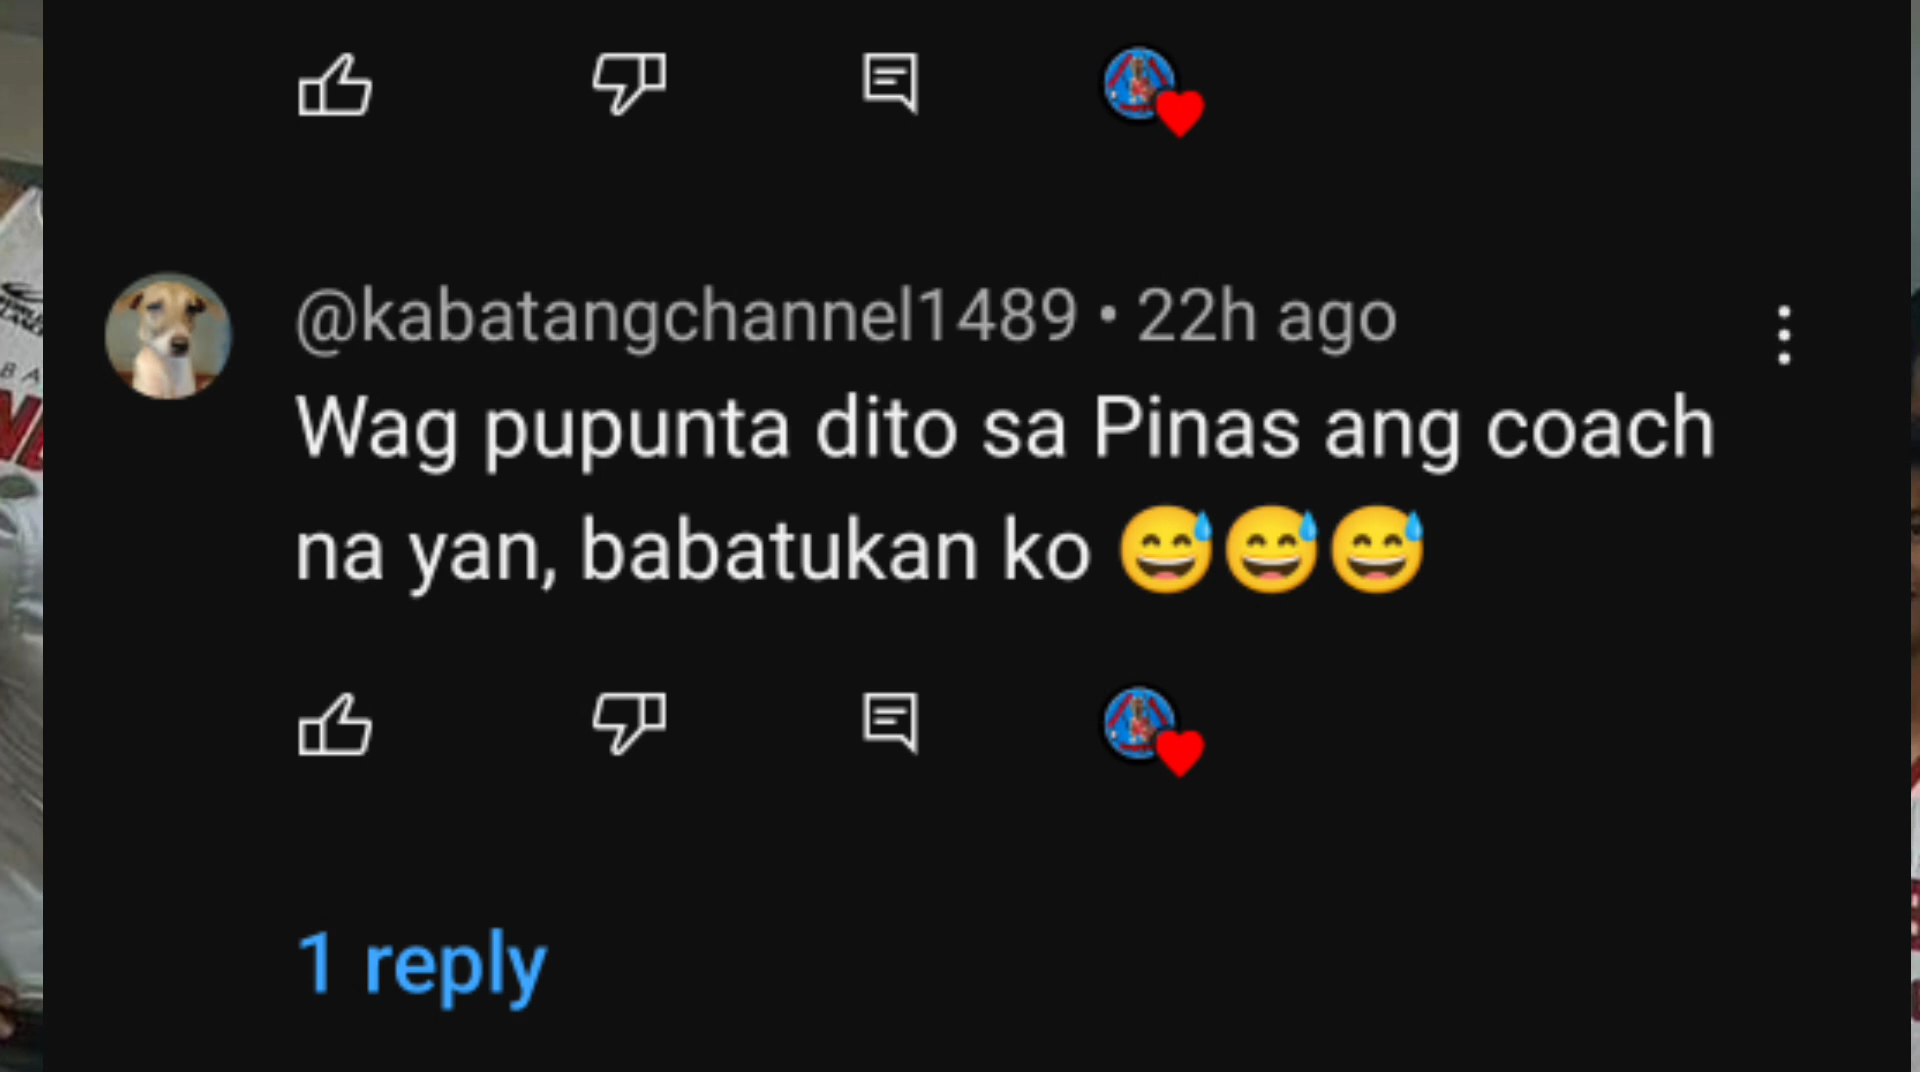 @kabatangchannel1489 • 22h ago
Wag pupunta dito sa Pinas ang coach
na yan, babatukan ko 😅😅😅
1 reply